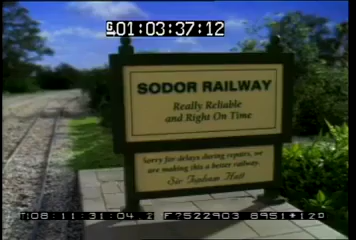 01:03:37:12
SODOR RAILWAY
Really Reliable
and Right On Time
Sorry for delays during repairs, we
are making this a better railway.
Sir Topham Hatt
T:08:11:31:04.2 F7522903 8951+12